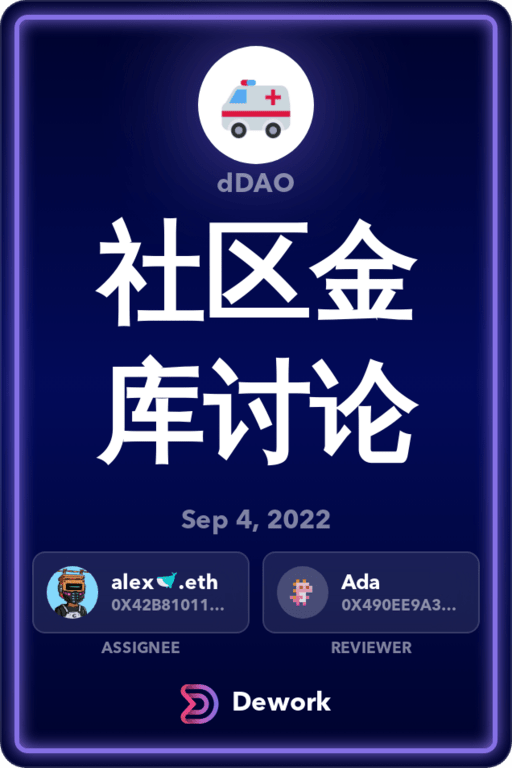 dDAO
社区金
库讨论
Sep 4, 2022
alex🐳.eth
0X42B81011...
ASSIGNEE
Ada
0X490EE9A3...
REVIEWER
Dework